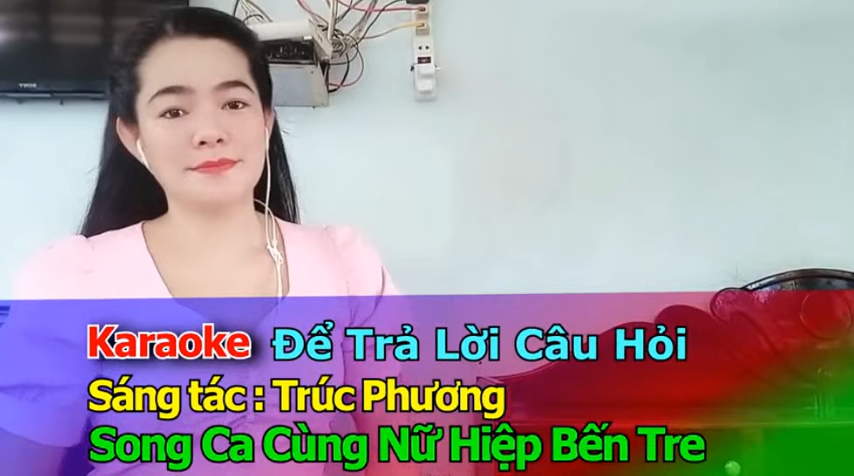 Karaoke Để Trả Lời Câu Hỏi
Sáng tác : Trúc Phương
Song Ca Cùng Nữ Hiệp Bến Tre